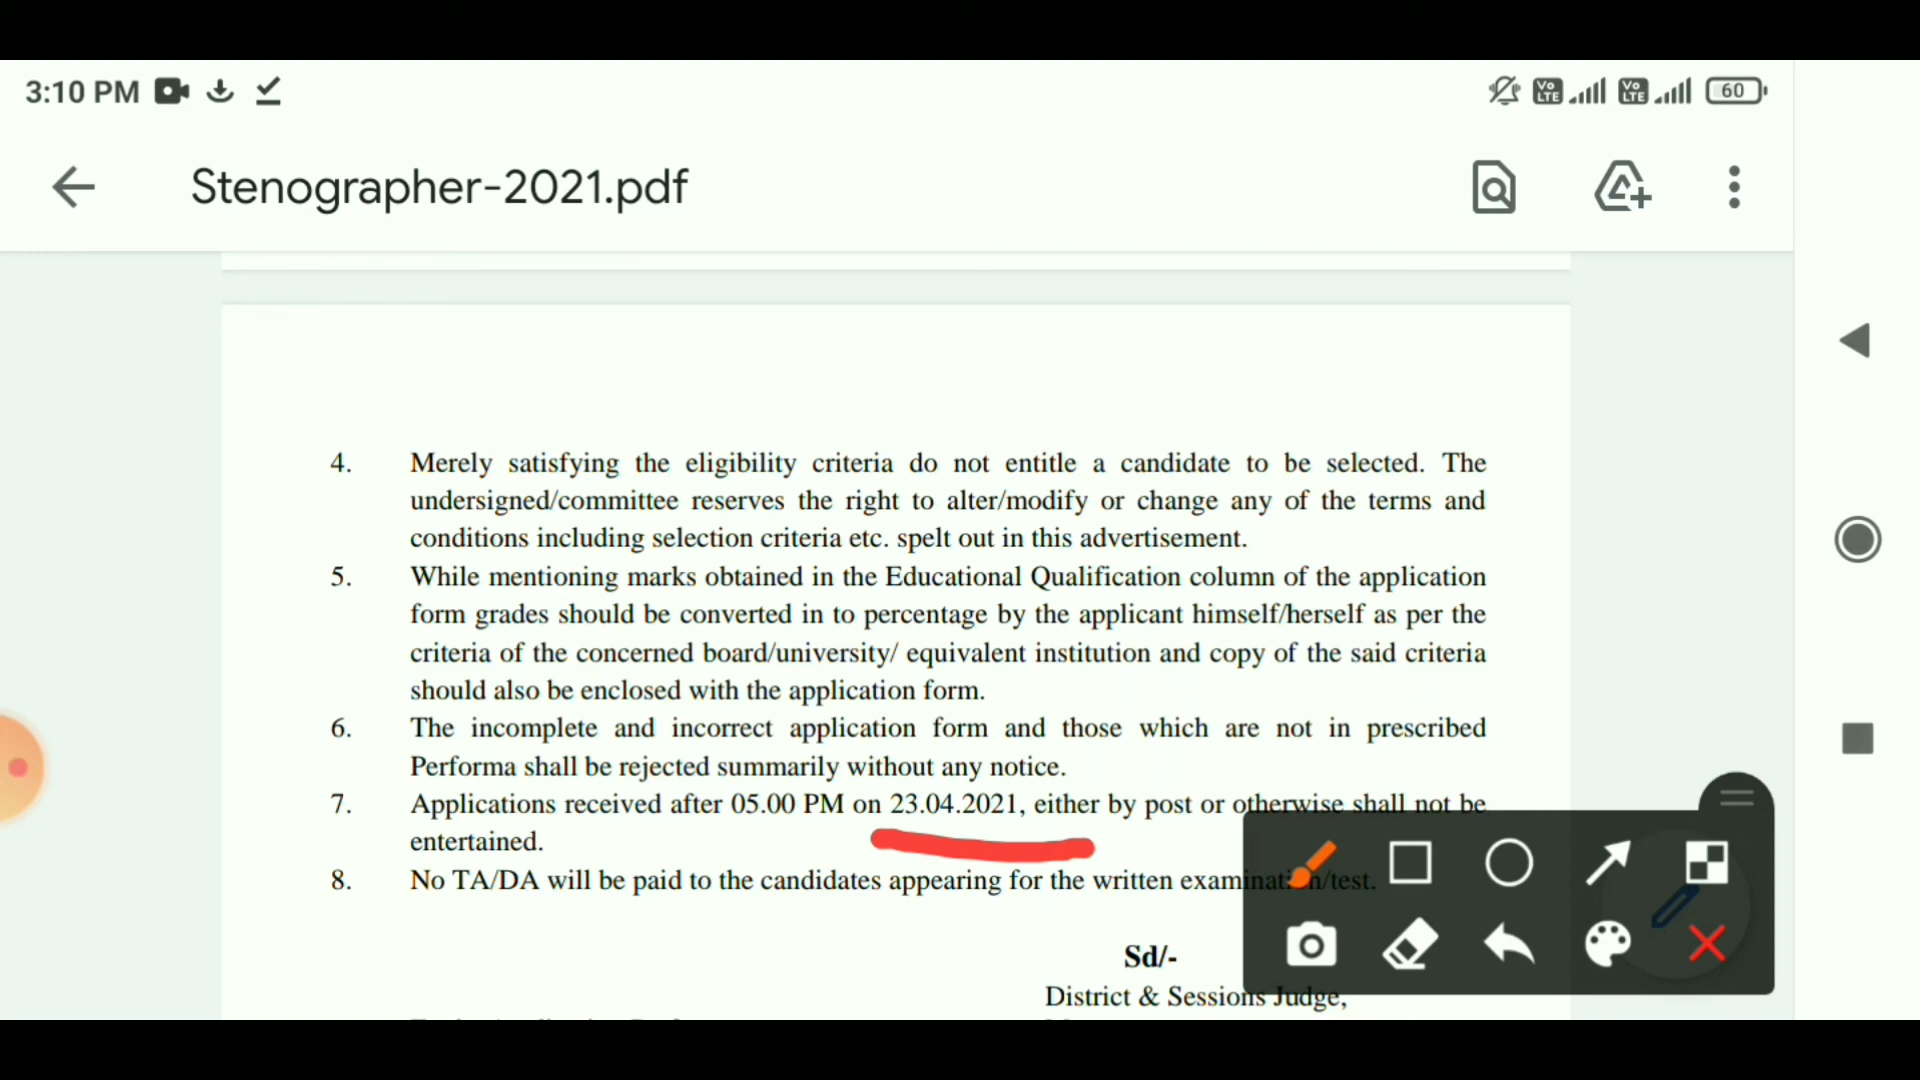 3:10 PM
Vo LTE Vo LTE 60
Stenographer-2021.pdf
4. Merely satisfying the eligibility criteria do not entitle a candidate to be selected. The
undersigned/committee reserves the right to alter/modify or change any of the terms and
conditions including selection criteria etc. spelt out in this advertisement.
5. While mentioning marks obtained in the Educational Qualification column of the application
form grades should be converted in to percentage by the applicant himself/herself as per the
criteria of the concerned board/university/ equivalent institution and copy of the said criteria
should also be enclosed with the application form.
6. The incomplete and incorrect application form and those which are not in prescribed
Performa shall be rejected summarily without any notice.
7. Applications received after 05.00 PM on 23.04.2021, either by post or otherwise shall not be
entertained.
8. No TA/DA will be paid to the candidates appearing for the written examination/test.
Sd/-
District & Sessions Judge,